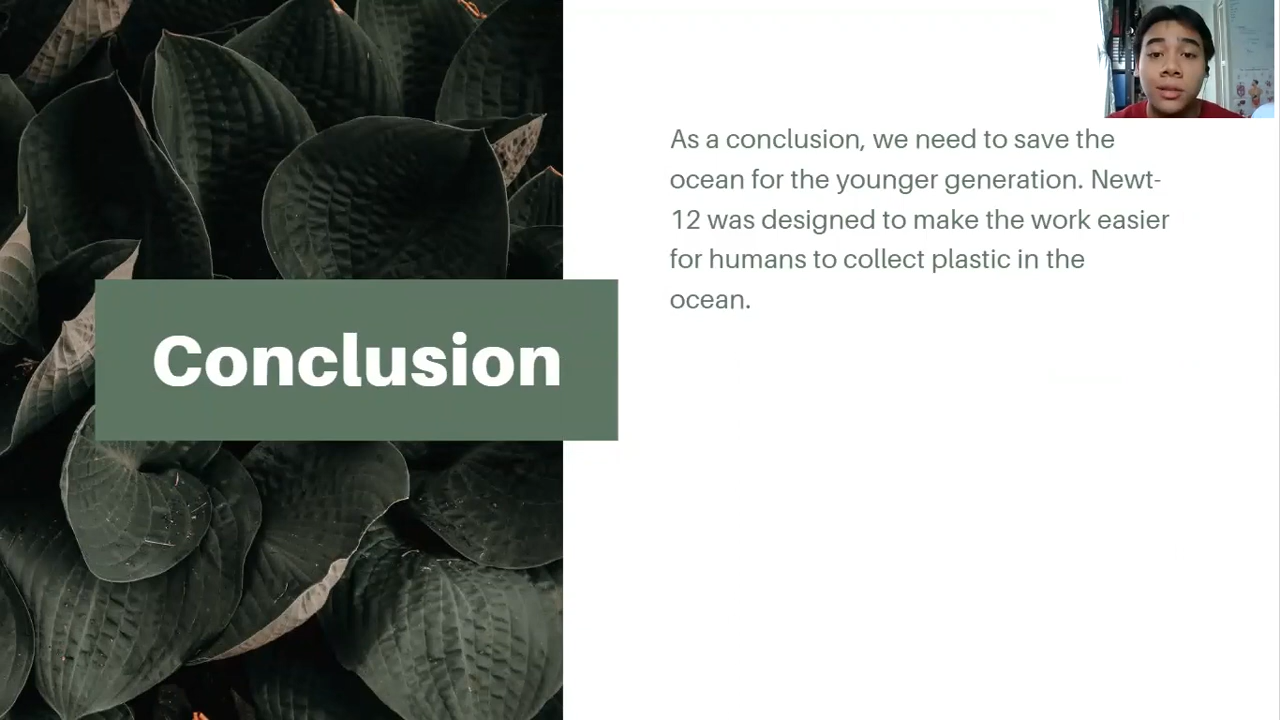 Conclusion
As a conclusion, we need to save the
ocean for the younger generation. Newt-
12 was designed to make the work easier
for humans to collect plastic in the
ocean.